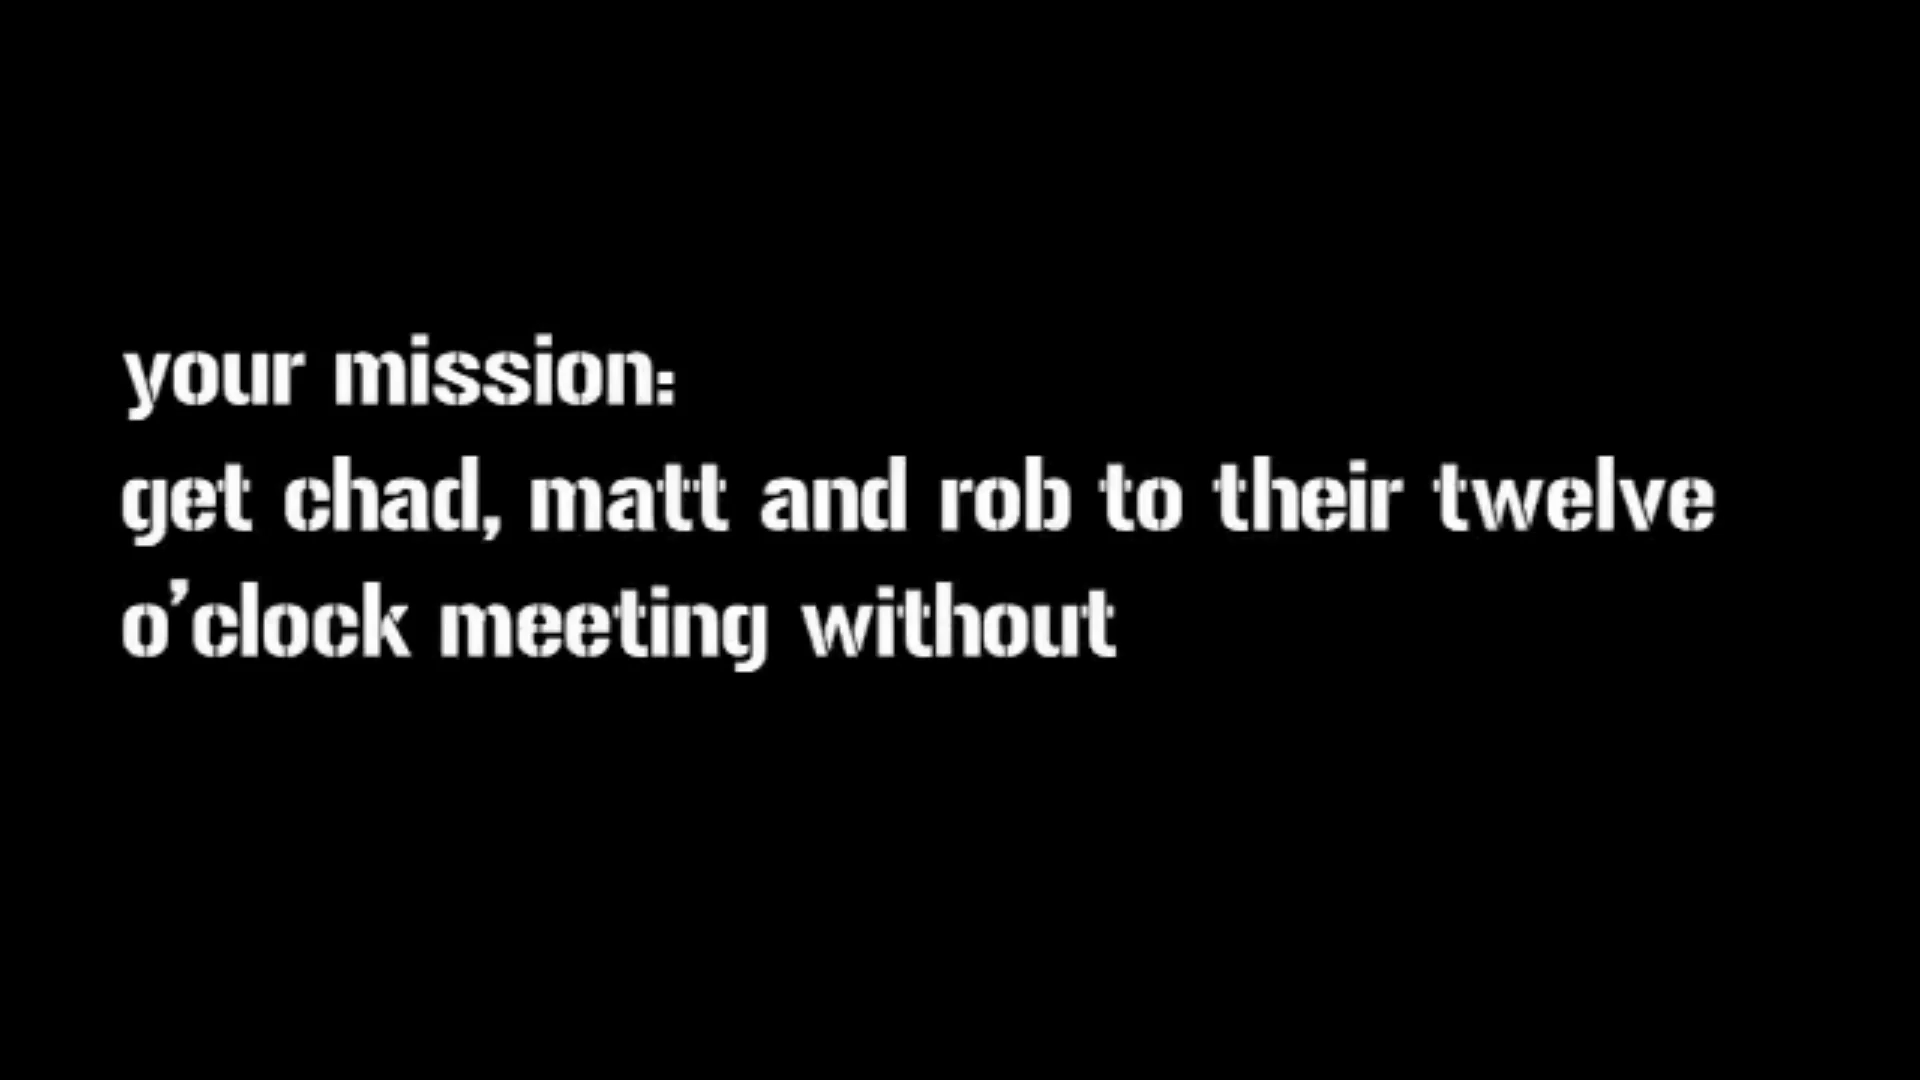 your mission:
get chad, matt and rob to their twelve
o’clock meeting without